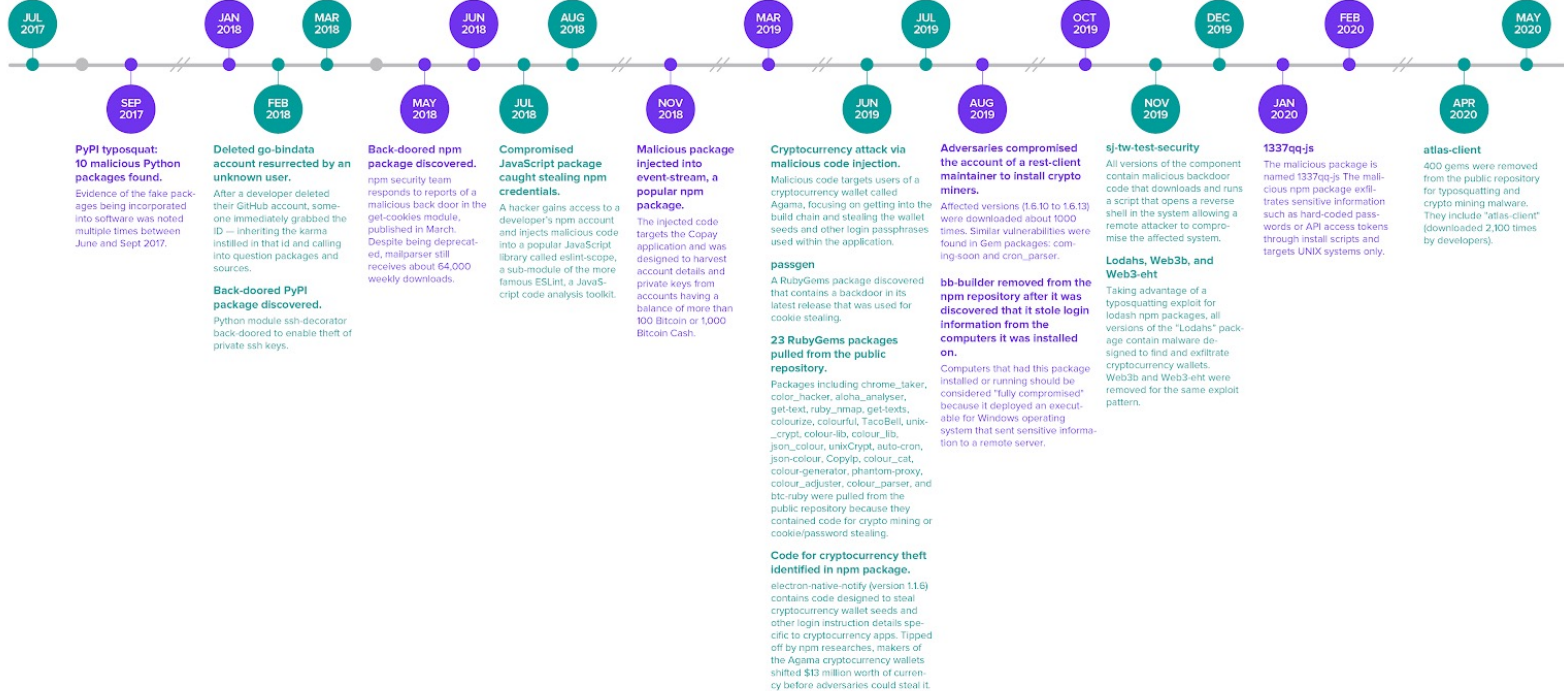 JUL
2017
JAN
2018
MAR
2018
JUN
2018
AUG
2018
MAR
2019
JUL
2019
OCT
2019
DEC
2019
FEB
2020
MAY
2020
SEP
2017
PyPI typosquat:
10 malicious Python
packages found.
Evidence of the fake pack-
ages being incorporated
into software was noted
multiple times between
June and Sept 2017.
FEB
2018
Deleted go-bindata
account resurrected by an
unknown user.
After a developer deleted
their GitHub account, some-
one immediately grabbed the
ID — inheriting the karma
instilled in that id and calling
into question packages and
sources.
Back-doored PyPI
package discovered.
Python module ssh-decorator
back-doored to enable theft of
private ssh keys.
MAY
2018
Back-doored npm
package discovered.
npm security team
responds to reports of a
malicious back door in the
get-cookies module,
published in March.
Despite being deprecat-
ed, mailparser still
receives about 64,000
weekly downloads.
JUL
2018
Compromised
JavaScript package
caught stealing npm
credentials.
A hacker gains access to a
developer's npm account
and injects malicious code
into a popular JavaScript
library called eslint-scope,
a sub-module of the more
famous ESLint, a JavaS-
cript code analysis toolkit.
NOV
2018
Malicious package
injected into
event-stream, a
popular npm
package.
The injected code
targets the Copay
application and was
designed to harvest
account details and
private keys from
accounts having a
balance of more than
100 Bitcoin or 1,000
Bitcoin Cash.
JUN
2019
Cryptocurrency attack via
malicious code injection.
Malicious code targets users of a
cryptocurrency wallet called
Agama, focusing on getting into the
build chain and stealing the wallet
seeds and other login passphrases
used within the application.
passgen
A RubyGems package discovered
that contains a backdoor in its
latest release that was used for
cookie stealing.
23 RubyGems packages
pulled from the public
repository.
Packages including chrome_taker,
color_hacker, aloha_analyser,
get-text, ruby_nmap, get-texts,
colourize, colourful, TacoBell, unix-
_crypt, colour-lib, colour_lib,
json_colour, unixCrypt, auto-cron,
json-colour, CopyIp, colour_cat,
colour-generator, phantom-proxy,
colour_adjuster, colour_parser, and
btc-ruby were pulled from the
public repository because they
contained code for crypto mining or
cookie/password stealing.
Code for cryptocurrency theft
identified in npm package.
electron-native-notify (version 1.1.6)
contains code designed to steal
cryptocurrency wallet seeds and
other login instruction details spe-
cific to cryptocurrency apps. Tipped
off by npm researches, makers of
the Agama cryptocurrency wallets
shifted $13 million worth of curren-
cy before adversaries could steal it.
AUG
2019
Adversaries compromised
the account of a rest-client
maintainer to install crypto
miners.
Affected versions (1.6.10 to 1.6.13)
were downloaded about 1000
times. Similar vulnerabilities were
found in Gem packages: com-
ing-soon and cron_parser.
bb-builder removed from the
npm repository after it was
discovered that it stole login
information from the
computers it was installed
on.
Computers that had this package
installed or running should be
considered "fully compromised"
because it deployed an execut-
able for Windows operating
system that sent sensitive informa-
tion to a remote server.
NOV
2019
sj-tw-test-security
All versions of the component
contain malicious backdoor
code that downloads and runs
a script that opens a reverse
shell in the system allowing a
remote attacker to compro-
mise the affected system.
Lodahs, Web3b, and
Web3-eht
Taking advantage of a
typosquatting exploit for
lodash npm packages, all
versions of the "Lodahs" pack-
age contain malware de-
signed to find and exfiltrate
cryptocurrency wallets.
Web3b and Web3-eht were
removed for the same exploit
pattern.
JAN
2020
1337qq-js
The malicious package is
named 1337qq-js The mali-
cious npm package exfil-
trates sensitive information
such as hard-coded pass-
words or API access tokens
through install scripts and
targets UNIX systems only.
APR
2020
atlas-client
400 gems were removed
from the public repository
for typosquatting and
crypto mining malware.
They include "atlas-client"
(downloaded 2,100 times
by developers).